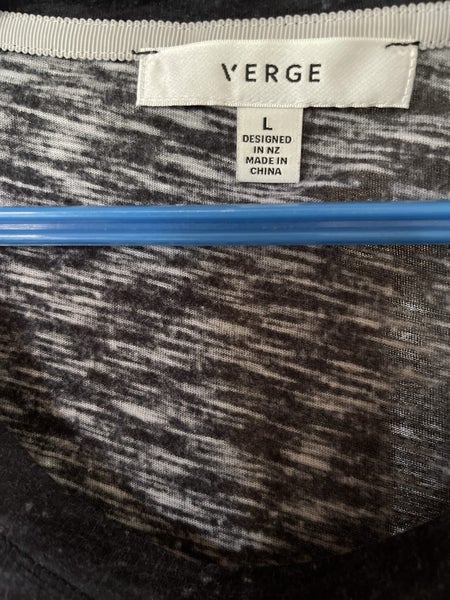 VERGE
L
DESIGNED
IN NZ
MADE IN
CHINA